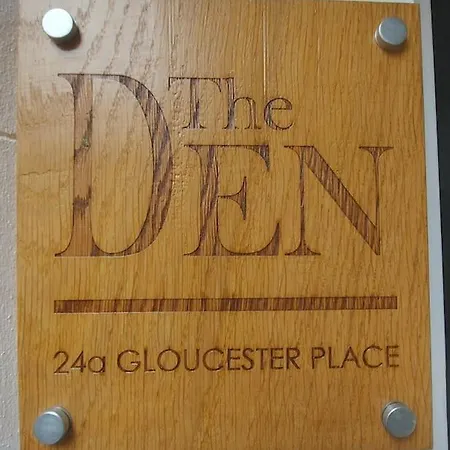 The
DEN
24a GLOUCESTER PLACE